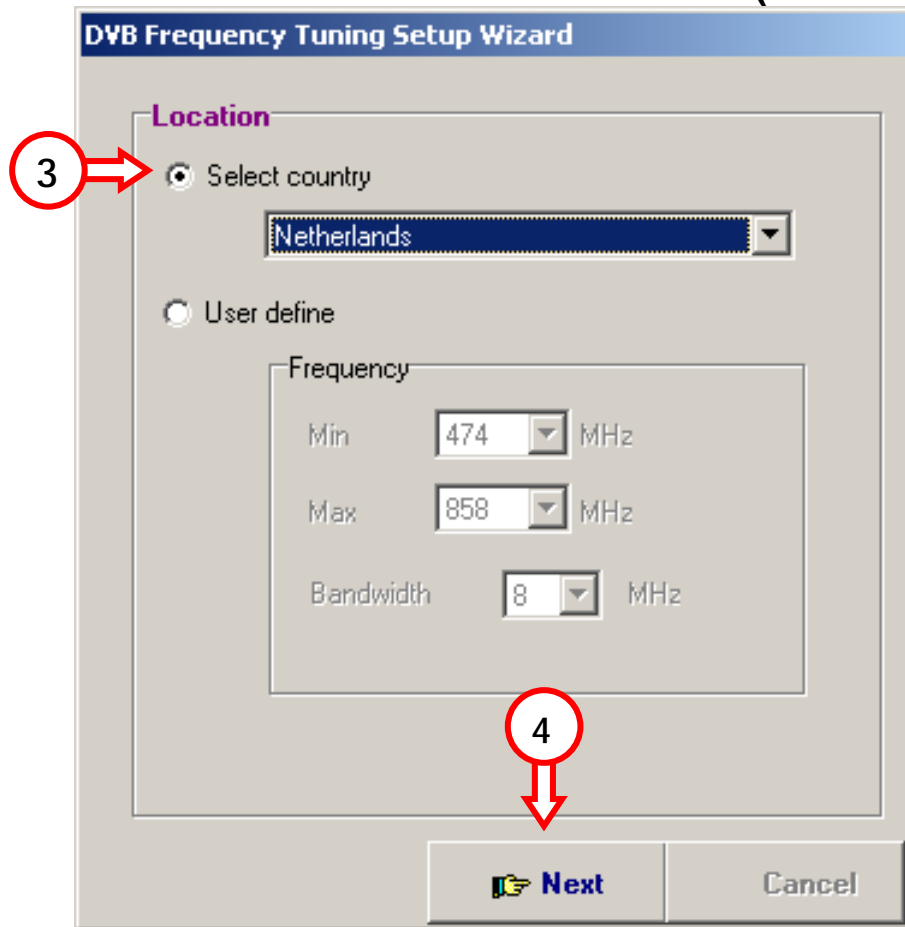 DVB Frequency Tuning Setup Wizard
Location
3
Select country
Netherlands
User define
Frequency
Min 474 MHz
Max 858 MHz
Bandwidth 8 MHz
4
Next Cancel